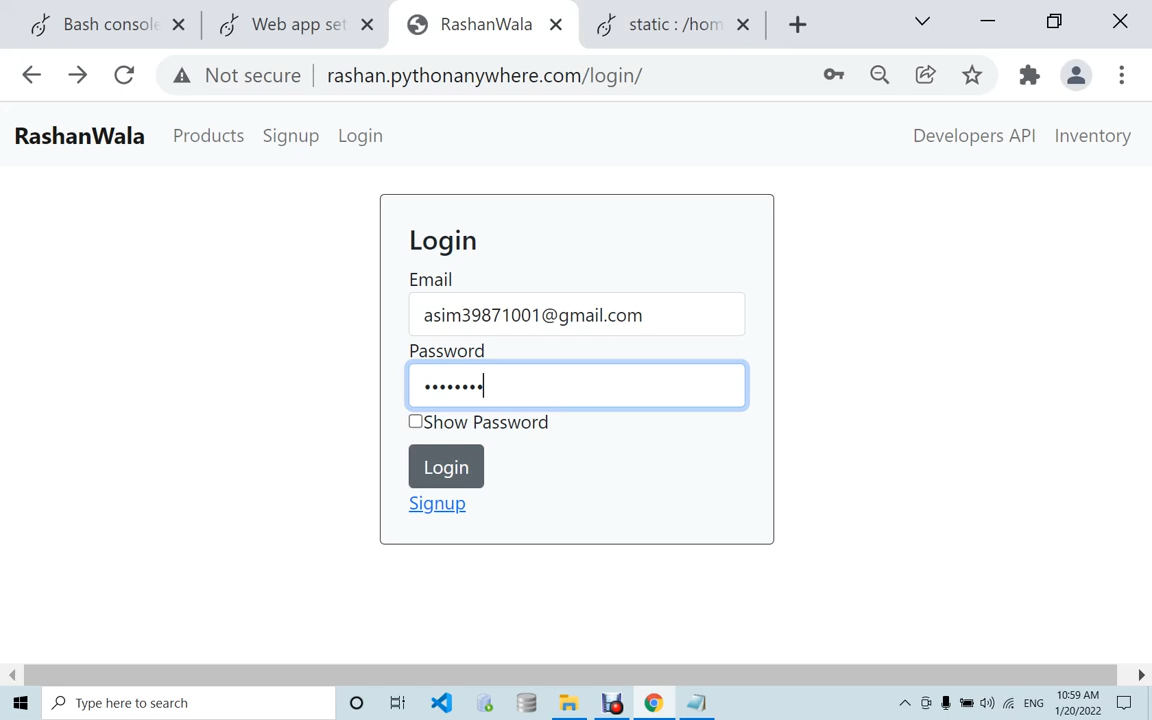 Bash console
Web app set
RashanWala
static : /hom
Not secure
rashan.pythonanywhere.com/login/
RashanWala
Products
Signup
Login
Developers API
Inventory
Login
Email
asim39871001@gmail.com
Password
••••••••
Show Password
Login
Signup
Type here to search
ENG
10:59 AM
1/20/2022